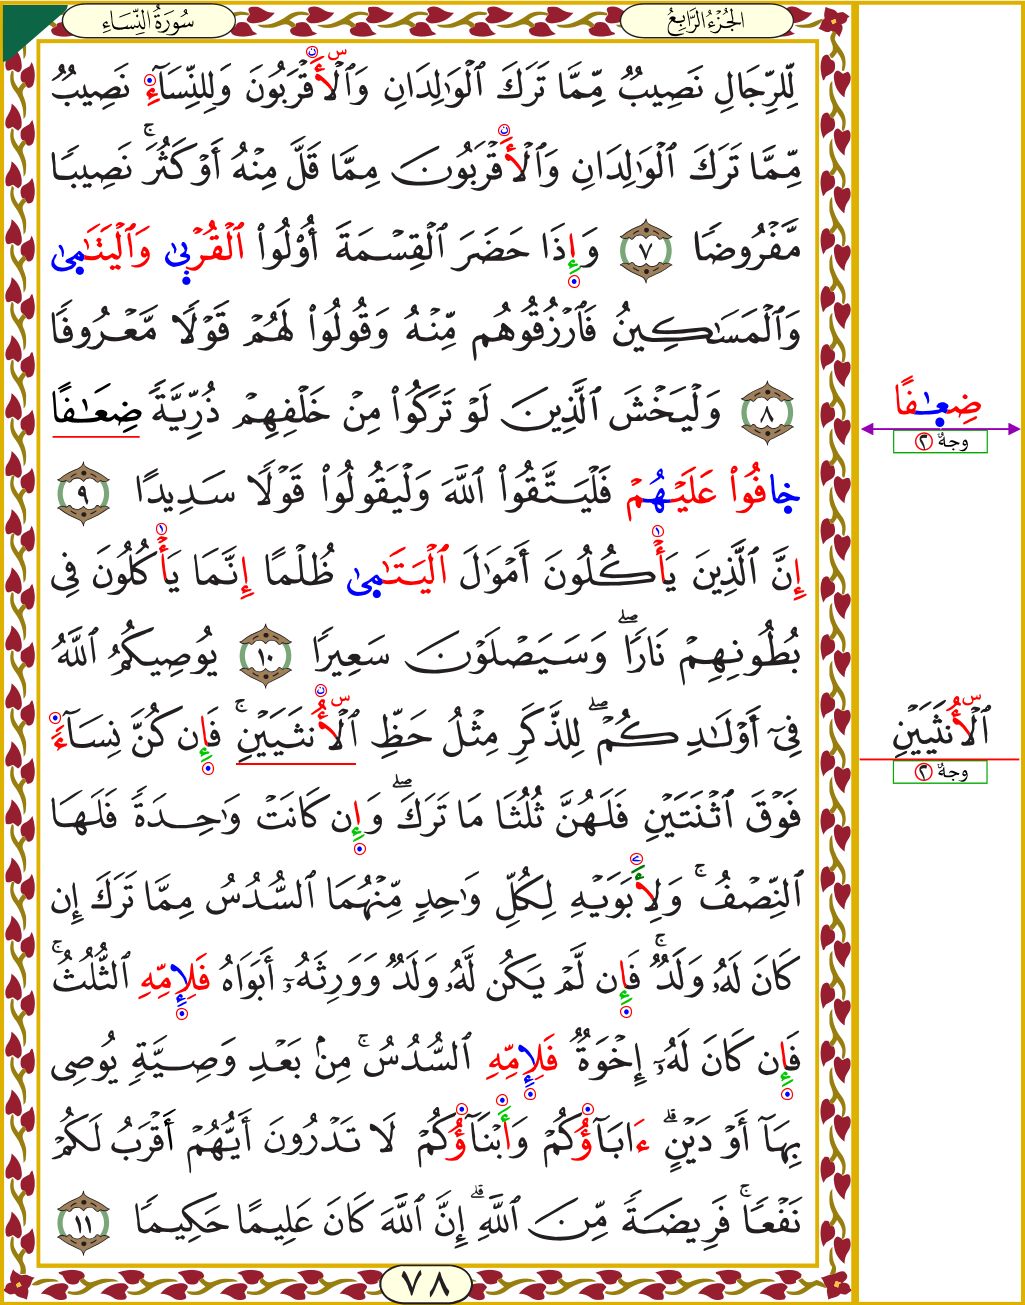 سُورَةُ النِّسَاءِ
الجُزْءُ الرَّابِعُ
لِّلرِّجَالِ نَصِيبٌ مِّمَّا تَرَكَ ٱلْوَٰلِدَانِ وَٱلْأَقْرَبُونَ وَلِلنِّسَآءِ نَصِيبٌ
مِّمَّا تَرَكَ ٱلْوَٰلِدَانِ وَٱلْأَقْرَبُونَ مِمَّا قَلَّ مِنْهُ أَوْ كَثُرَ ۚ نَصِيبًا
مَّفْرُوضًا ٧ وَإِذَا حَضَرَ ٱلْقِسْمَةَ أُو۟لُوا۟ ٱلْقُرْبِىٰ وَٱلْيَتَٰمِىٰ
وَٱلْمَسَٰكِينُ فَٱرْزُقُوهُم مِّنْهُ وَقُولُوا۟ لَهُمْ قَوْلًا مَّعْرُوفًا
٨ وَلْيَخْشَ ٱلَّذِينَ لَوْ تَرَكُوا۟ مِنْ خَلْفِهِمْ ذُرِّيَّةً ضِعَٰفًا
خِافُوا۟ عَلَيْهُمْ فَلْيَتَّقُوا۟ ٱللَّهَ وَلْيَقُولُوا۟ قَوْلًا سَدِيدًا ٩
إِنَّ ٱلَّذِينَ يَأْكُلُونَ أَمْوَٰلَ ٱلْيَتَٰمِىٰ ظُلْمًا إِنَّمَا يَأْكُلُونَ فِى
بُطُونِهِمْ نَارًا ۖ وَسَيَصْلَوْنَ سَعِيرًا ١٠ يُوصِيكُمُ ٱللَّهُ
فِىٓ أَوْلَٰدِكُمْ ۖ لِلذَّكَرِ مِثْلُ حَظِّ ٱلْأُنثَيَيْنِ ۚ فَإِن كُنَّ نِسَآءً
فَوْقَ ٱثْنَتَيْنِ فَلَهُنَّ ثُلُثَا مَا تَرَكَ ۖ وَإِن كَانَتْ وَٰحِدَةً فَلَهَا
ٱلنِّصْفُ ۚ وَلِأَبَوَيْهِ لِكُلِّ وَٰحِدٍ مِّنْهُمَا ٱلسُّدُسُ مِمَّا تَرَكَ إِن
كَانَ لَهُۥ وَلَدٌ ۚ فَإِن لَّمْ يَكُن لَّهُۥ وَلَدٌ وَوَرِثَهُۥٓ أَبَوَاهُ فَلِإِمِّهِ ٱلثُّلُثُ ۚ
فَإِن كَانَ لَهُۥٓ إِخْوَةٌ فَلِإِمِّهِ ٱلسُّدُسُ ۚ مِنۢ بَعْدِ وَصِيَّةٍ يُوصِى
بِهَآ أَوْ دَيْنٍ ۗ ءَابَآؤُكُمْ وَأَبْنَآؤُكُمْ لَا تَدْرُونَ أَيُّهُمْ أَقْرَبُ لَكُمْ
نَفْعًا ۚ فَرِيضَةً مِّنَ ٱللَّهِ ۗ إِنَّ ٱللَّهَ كَانَ عَلِيمًا حَكِيمًا ١١
ضِعِٰفًا
وجهٌ ٢
ٱلْأُنثَيَيْنِ
وجهٌ ٢
٧٨